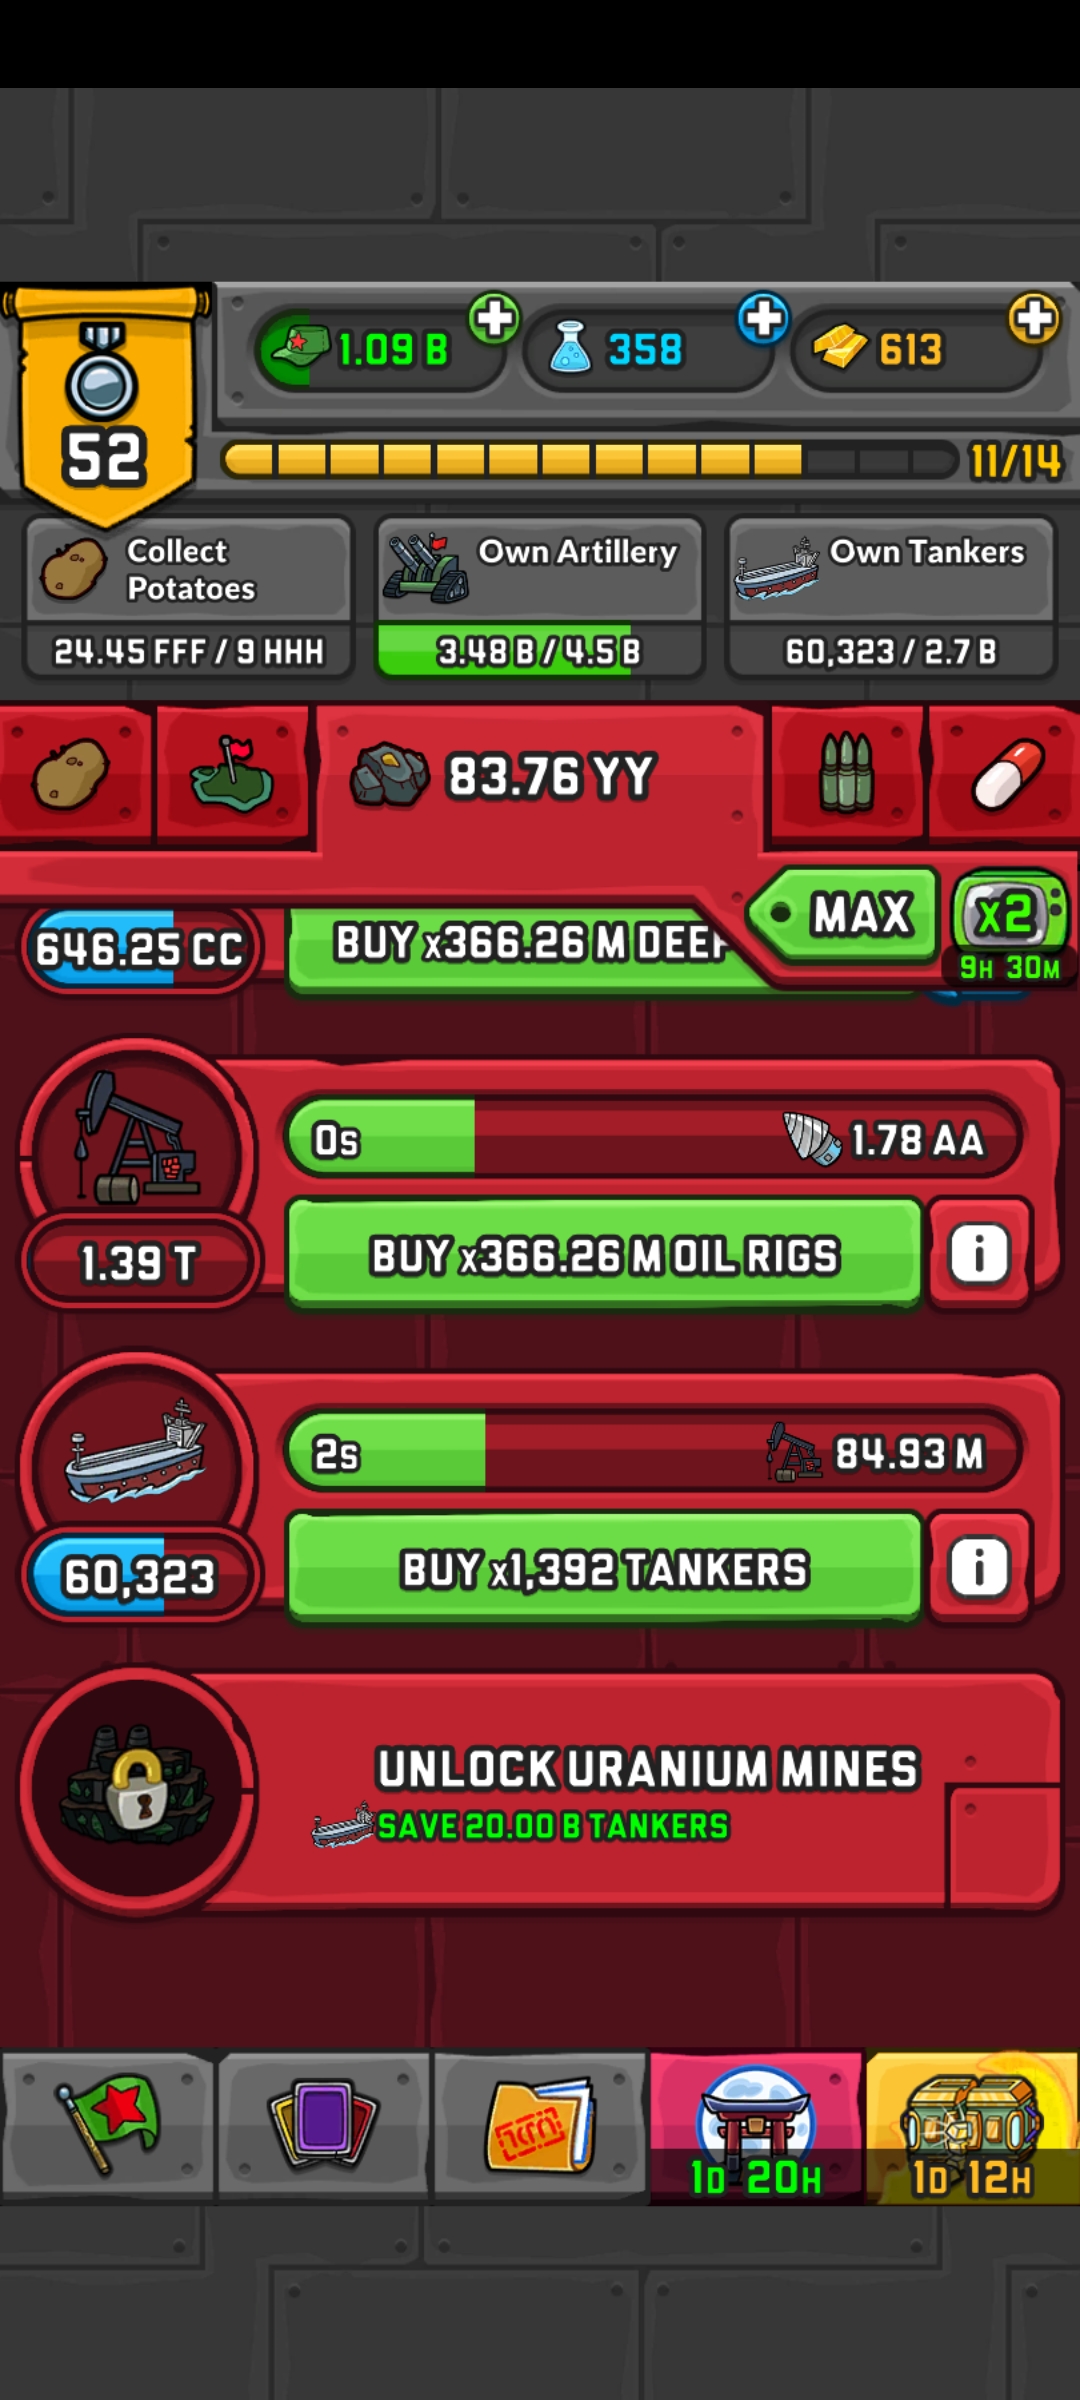 1.09 B
358
613
52
11/14
Collect
Potatoes
24.45 FFF / 9 HHH
Own Artillery
3.48 B / 4.5 B
Own Tankers
60,323 / 2.7 B
83.76 YY
MAX
x2
9H 30M
646.25 CC
BUY x366.26 M DEEP
0s
1.78 AA
1.39 T
BUY x366.26 M OIL RIGS
i
2s
84.93 M
60,323
BUY x1,392 TANKERS
i
UNLOCK URANIUM MINES
SAVE 20.00 B TANKERS
1D 20H
1D 12H